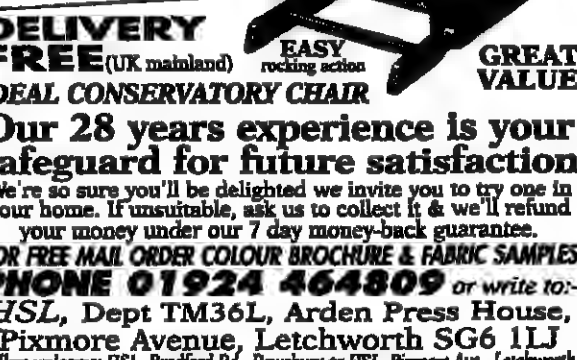 DELIVERY
FREE (UK mainland)
EASY
rocking action
GREAT
VALUE
DEAL CONSERVATORY CHAIR
Our 28 years experience is your
afeguard for future satisfaction
We're so sure you'll be delighted we invite you to try one in
your home. If unsuitable, ask us to collect it & we'll refund
your money under our 7 day money-back guarantee.
OR FREE MAIL ORDER COLOUR BROCHURE & FABRIC SAMPLES
PHONE 01924 464809 or write to:-
HSL, Dept TM36L, Arden Press House,
Pixmore Avenue, Letchworth SG6 1LJ